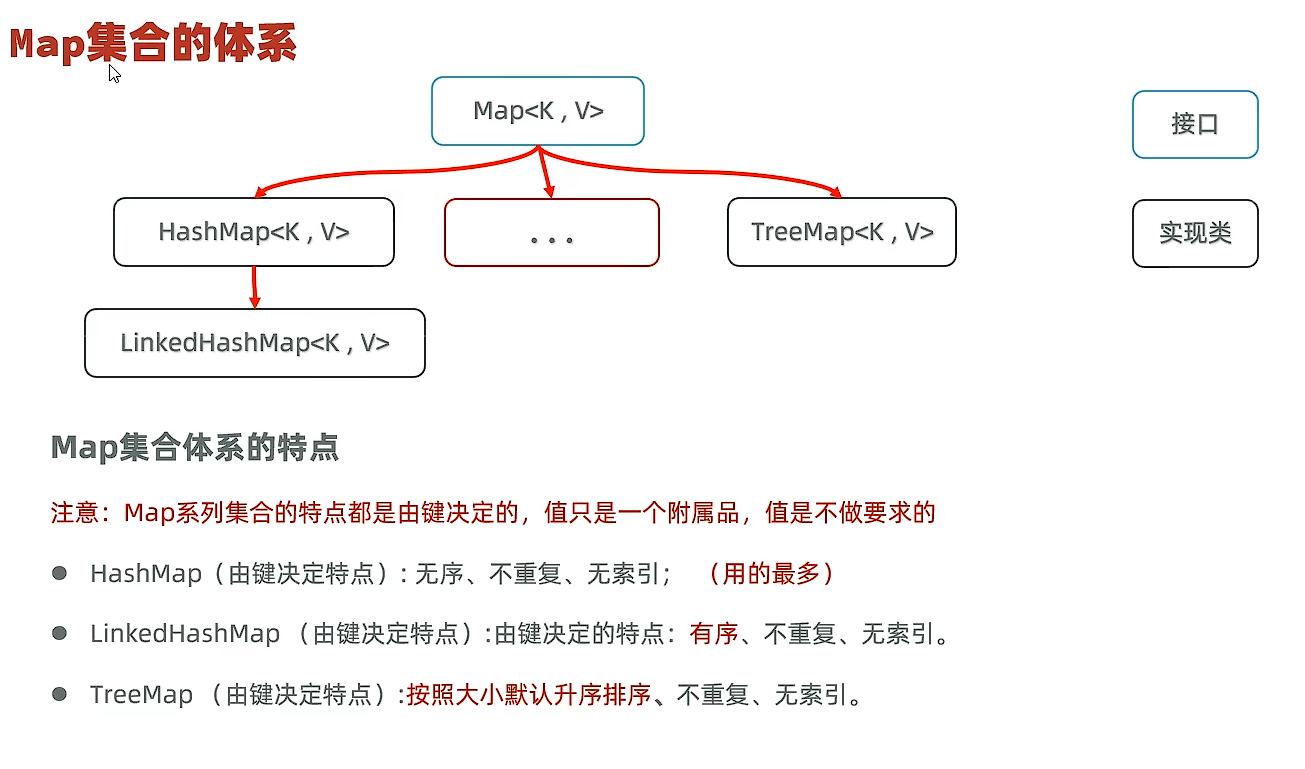 Map集合的体系
Map<K , V>
接口
HashMap<K , V>
...
TreeMap<K , V>
实现类
LinkedHashMap<K , V>
Map集合体系的特点
注意：Map系列集合的特点都是由键决定的，值只是一个附属品，值是不做要求的
● HashMap（由键决定特点）: 无序、不重复、无索引； （用的最多）
● LinkedHashMap （由键决定特点）:由键决定的特点：有序、不重复、无索引。
● TreeMap （由键决定特点）:按照大小默认升序排序、不重复、无索引。